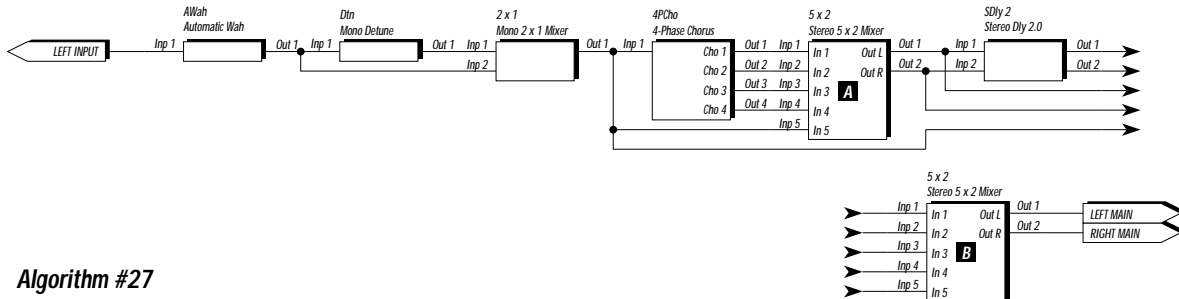 AWah
Automatic Wah
Dtn
Mono Detune
2 x 1
Mono 2 x 1 Mixer
4PCho
4-Phase Chorus
5 x 2
Stereo 5 x 2 Mixer
SDly 2
Stereo Dly 2.0
LEFT INPUT
Inp 1
Out 1
Inp 1
Out 1
Inp 1
Inp 2
Out 1
Inp 1
Cho 1
Cho 2
Cho 3
Cho 4
Out 1
Out 2
Out 3
Out 4
Inp 1
Inp 2
Inp 3
Inp 4
Inp 5
In 1
In 2
In 3
In 4
In 5
Out L
Out R
A
Out 1
Out 2
Inp 1
Inp 2
Out 1
Out 2
5 x 2
Stereo 5 x 2 Mixer
Inp 1
Inp 2
Inp 3
Inp 4
Inp 5
In 1
In 2
In 3
In 4
In 5
Out L
Out R
B
Out 1
Out 2
LEFT MAIN
RIGHT MAIN
Algorithm #27